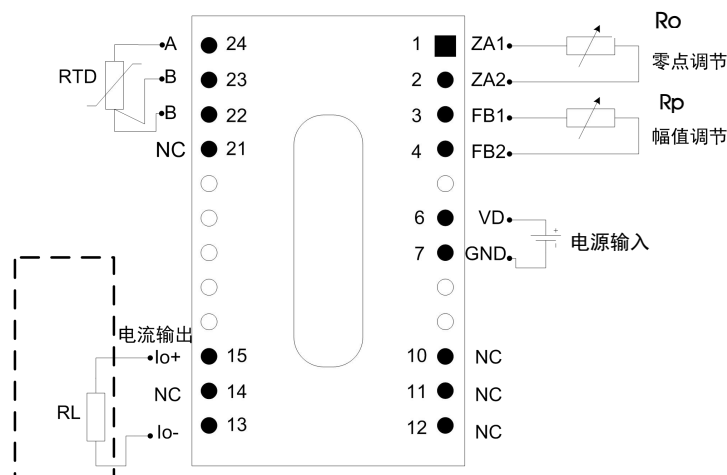 Ro
A 24 1 ZA1
零点调节
RTD B 23 2 ZA2
Rp
B 22 3 FB1
幅值调节
NC 21 4 FB2
6 VD
+
电源输入
-
7 GND
电流输出
Io+ 15 10 NC
NC 14 11 NC
RL
Io- 13 12 NC